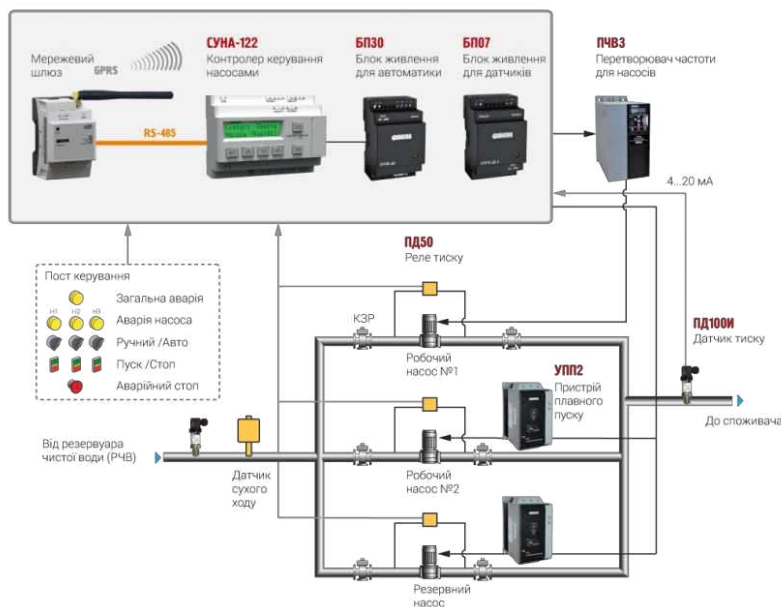 СУНА-122
Контролер керування
насосами
БП30
Блок живлення
для автоматики
БП07
Блок живлення
для датчиків
ПЧВ3
Перетворювач частоти
для насосів
Мережевий
шлюз
GPRS
RS-485
4...20 мА
Пост керування
Загальна аварія
H1 H2 H3
Аварія насоса
Ручний /Авто
Пуск /Стоп
Аварійний стоп
ПД50
Реле тиску
КЗР
Робочий
насос №1
ПД100И
Датчик тиску
УПП2
Пристрій
плавного
пуску
До споживача
Від резервуара
чистої води (РЧВ)
Датчик
сухого
ходу
Робочий
насос №2
Резервний
насос